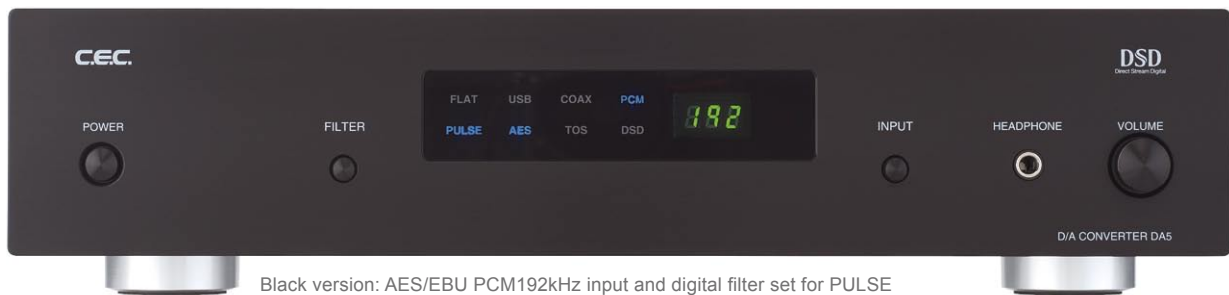 C.E.C.
DSD
Direct Stream Digital
FLAT USB COAX PCM
PULSE AES TOS DSD
192
POWER
FILTER
INPUT
HEADPHONE
VOLUME
D/A CONVERTER DA5
Black version: AES/EBU PCM192kHz input and digital filter set for PULSE